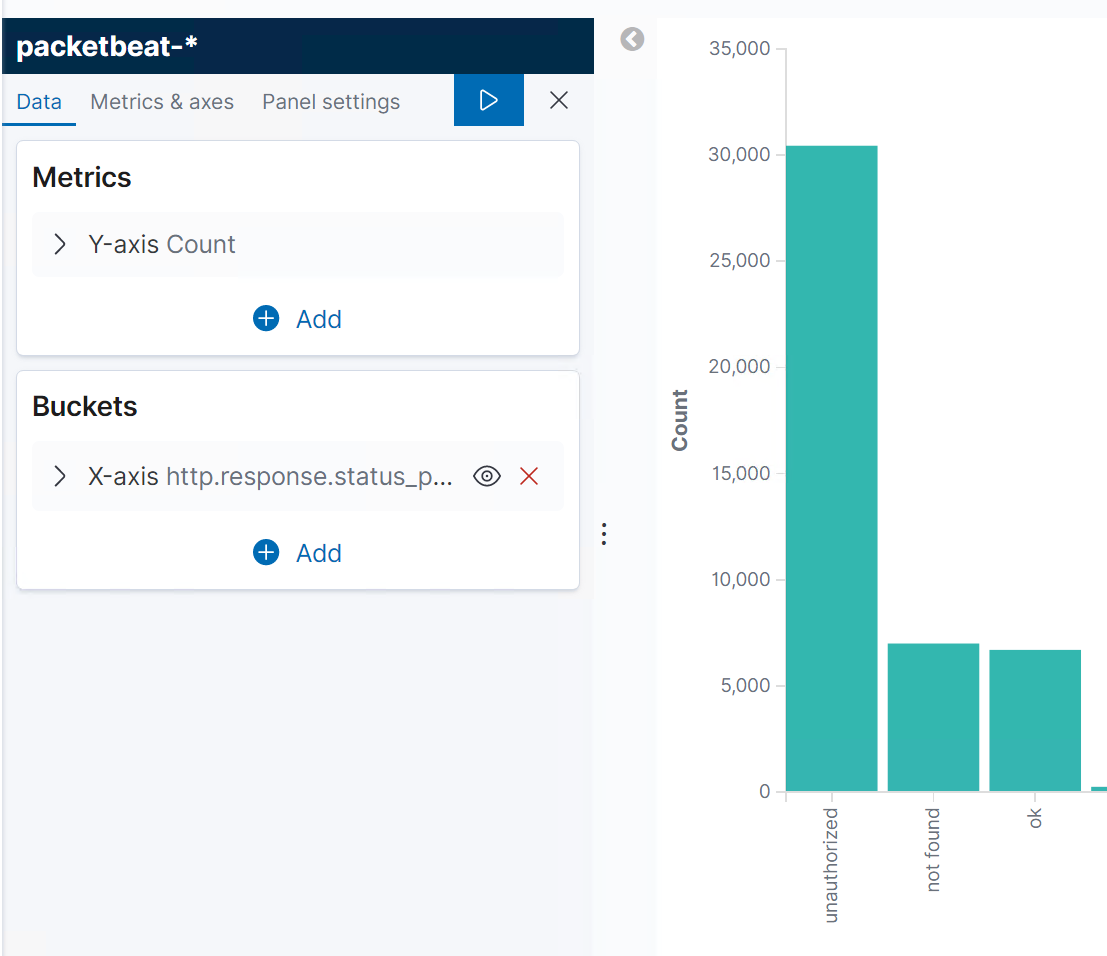 packetbeat-*
Data Metrics & axes Panel settings
Metrics
Y-axis Count
Add
Buckets
X-axis http.response.status_p...
Add
35,000
30,000
25,000
20,000
15,000
10,000
5,000
0
Count
unauthorized
not found
ok